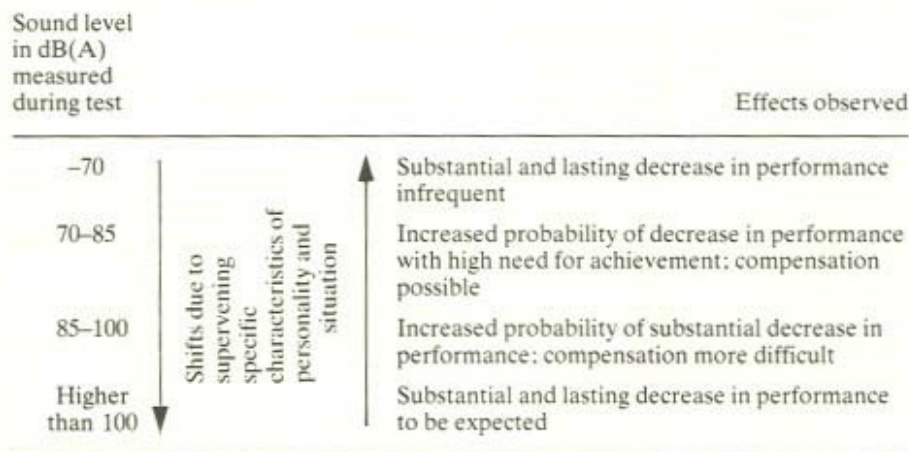 Sound level
in dB(A)
measured
during test
Effects observed
–70
Substantial and lasting decrease in performance
infrequent
70–85
Increased probability of decrease in performance
with high need for achievement; compensation
possible
85–100
Increased probability of substantial decrease in
performance; compensation more difficult
Higher
than 100
Substantial and lasting decrease in performance
to be expected
Shifts due to
supervening
specific
characteristics of
personality and
situation